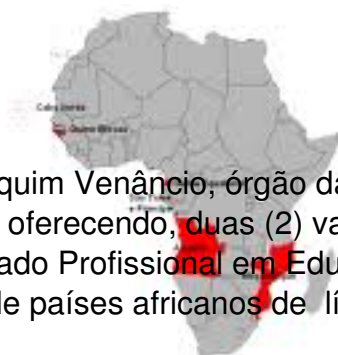 Cabo Verde
Guiné Bissau
quim Venâncio, órgão da
oferecendo, duas (2) va
ado Profissional em Edu
le países africanos de lí